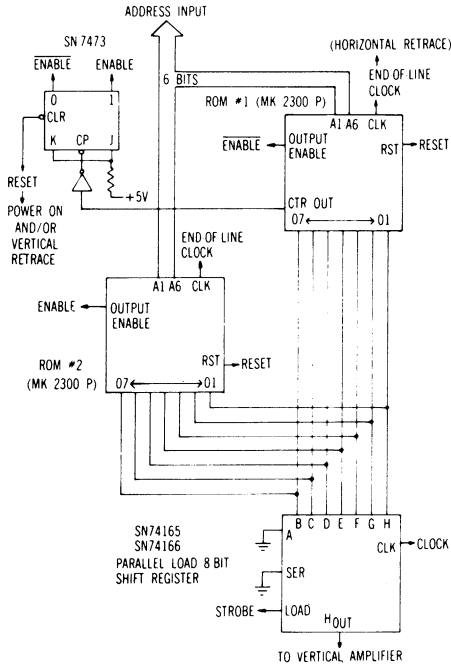 ADDRESS INPUT
SN 7473
ENABLE
ENABLE
0
1
CLR
K
CP
J
+5V
RESET
POWER ON
AND/OR
VERTICAL
RETRACE
6 BITS
(HORIZONTAL RETRACE)
END OF-LINE
CLOCK
ROM #1 (MK 2300 P)
A1 A6 CLK
OUTPUT
ENABLE
ENABLE
RST
RESET
CTR OUT
07
01
END OF LINE
CLOCK
A1 A6 CLK
ENABLE
OUTPUT
ENABLE
ROM #2
(MK 2300 P)
RST
RESET
07
01
SN74165
SN74166
PARALLEL LOAD 8 BIT
SHIFT REGISTER
B C D E F G H
A
CLK
CLOCK
SER
STROBE
LOAD
HOUT
TO VERTICAL AMPLIFIER